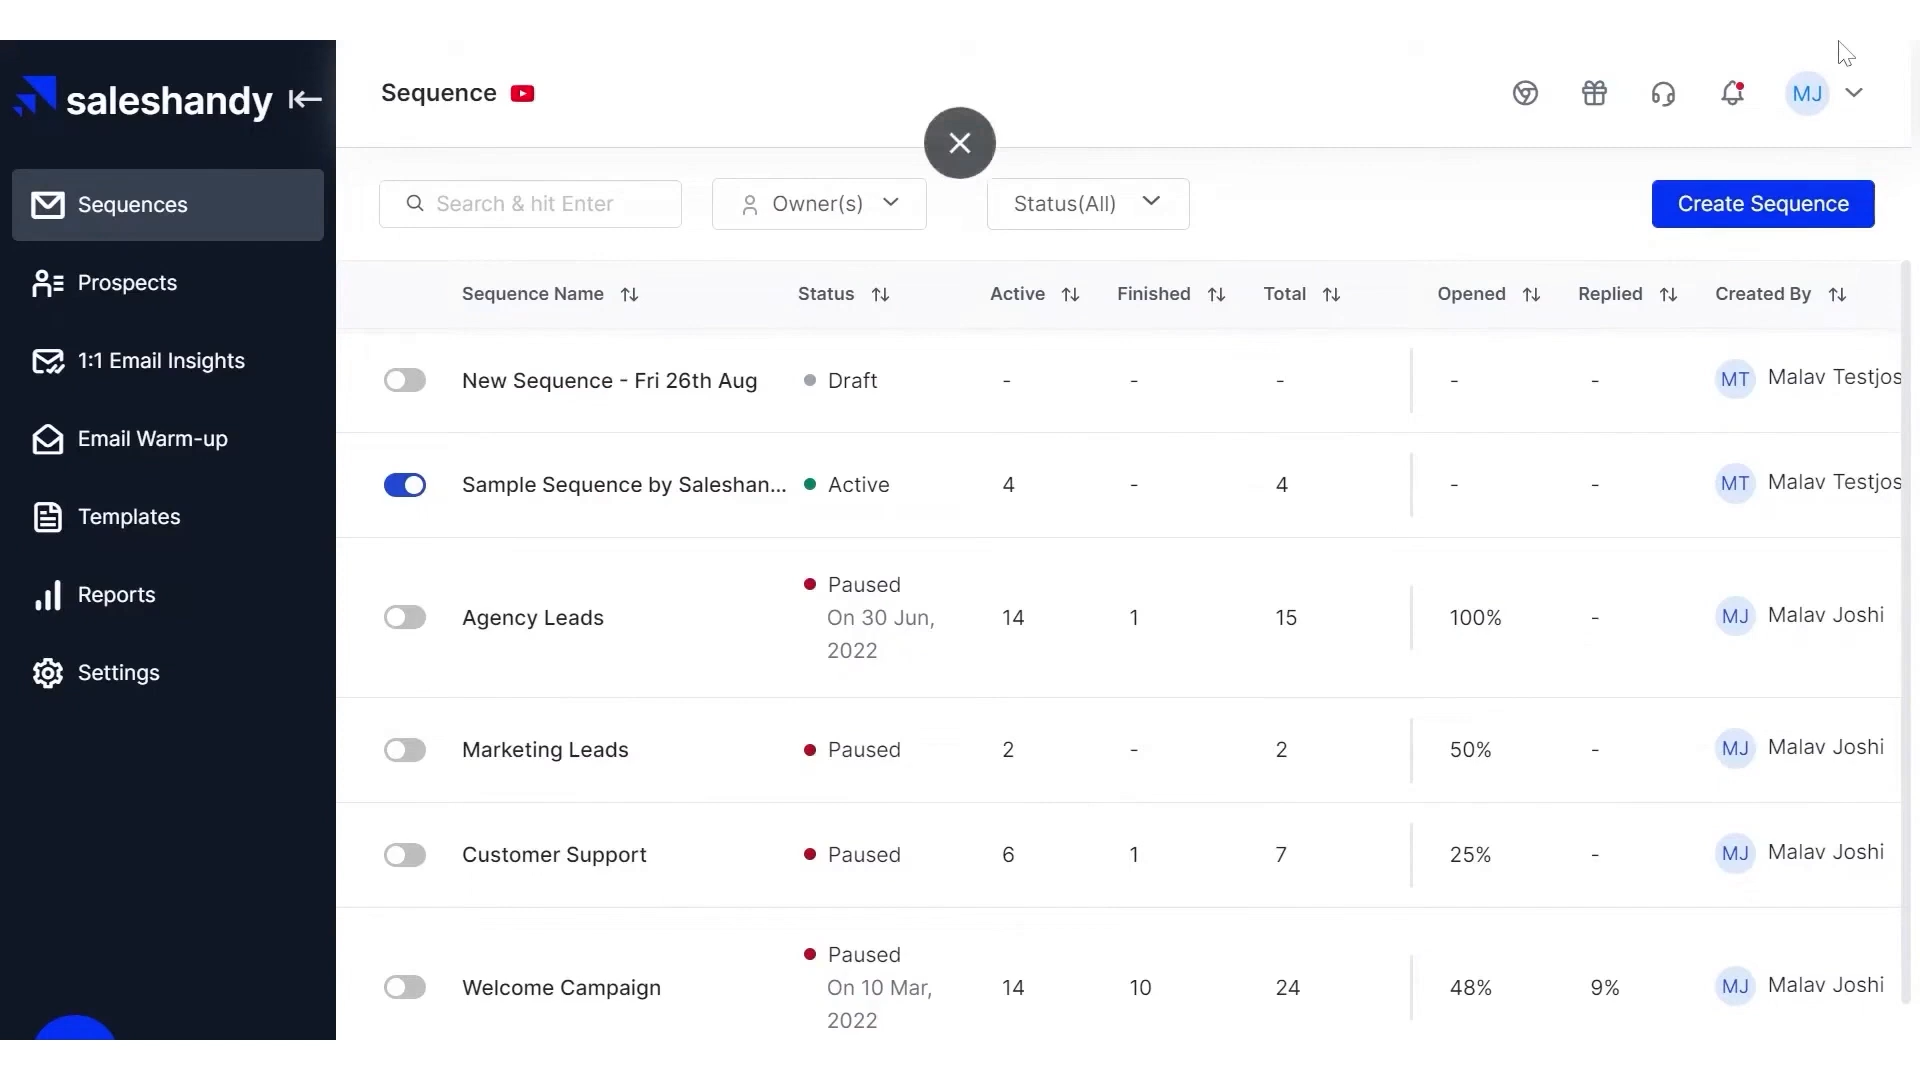 saleshandy
Sequences
Prospects
1:1 Email Insights
Email Warm-up
Templates
Reports
Settings
Sequence
MJ
Search & hit Enter
Owner(s)
Status(All)
Create Sequence
Sequence Name Status Active Finished Total Opened Replied Created By
New Sequence - Fri 26th Aug Draft - - - - - MT Malav Testjos
Sample Sequence by Saleshan... Active 4 - 4 - - MT Malav Testjos
Agency Leads Paused 14 1 15 100% - MJ Malav Joshi
On 30 Jun,
2022
Marketing Leads Paused 2 - 2 50% - MJ Malav Joshi
Customer Support Paused 6 1 7 25% - MJ Malav Joshi
Welcome Campaign Paused 14 10 24 48% 9% MJ Malav Joshi
On 10 Mar,
2022